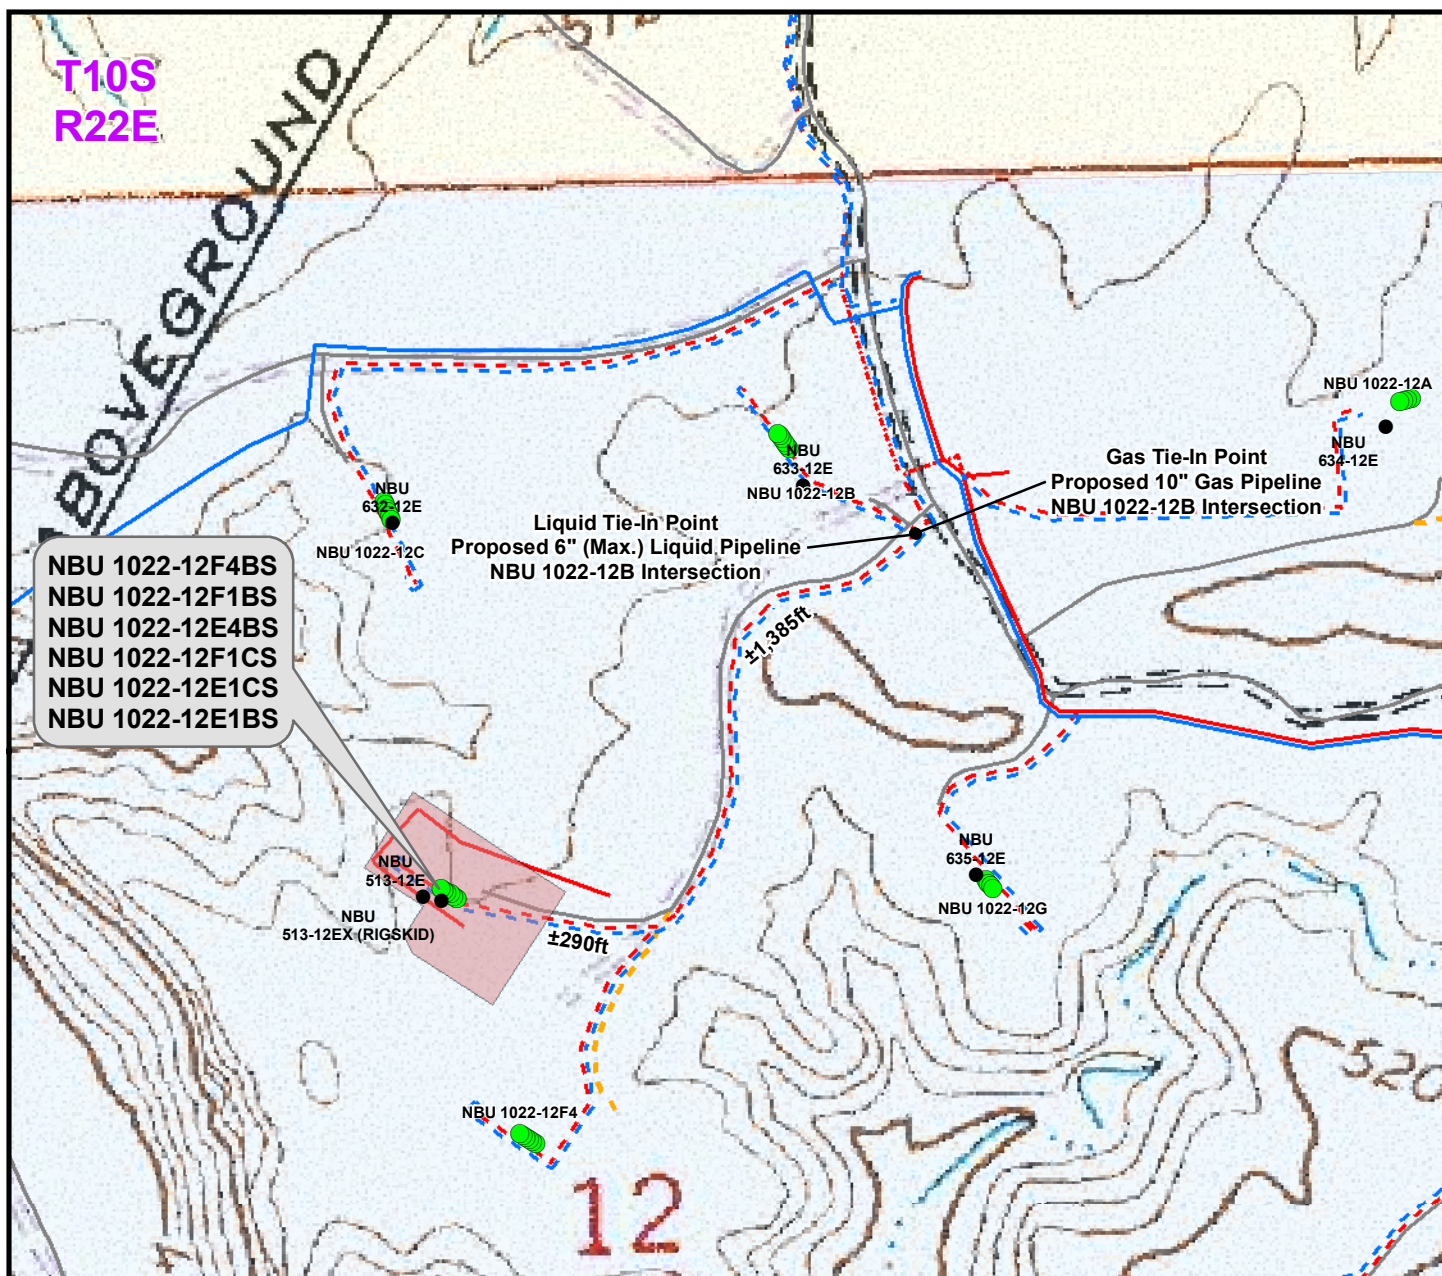 T10S
R22E
ABOVEGROUND
NBU 1022-12A
NBU
634-12E
NBU
633-12E
NBU 1022-12B
Gas Tie-In Point
Proposed 10" Gas Pipeline
NBU 1022-12B Intersection
NBU
632-12E
NBU 1022-12C
Liquid Tie-In Point
Proposed 6" (Max.) Liquid Pipeline
NBU 1022-12B Intersection
NBU 1022-12F4BS
NBU 1022-12F1BS
NBU 1022-12E4BS
NBU 1022-12F1CS
NBU 1022-12E1CS
NBU 1022-12E1BS
±1,385ft
NBU
635-12E
NBU 1022-12G
NBU
513-12E
NBU
513-12EX (RIGSKID)
±290ft
NBU 1022-12F4
520
12